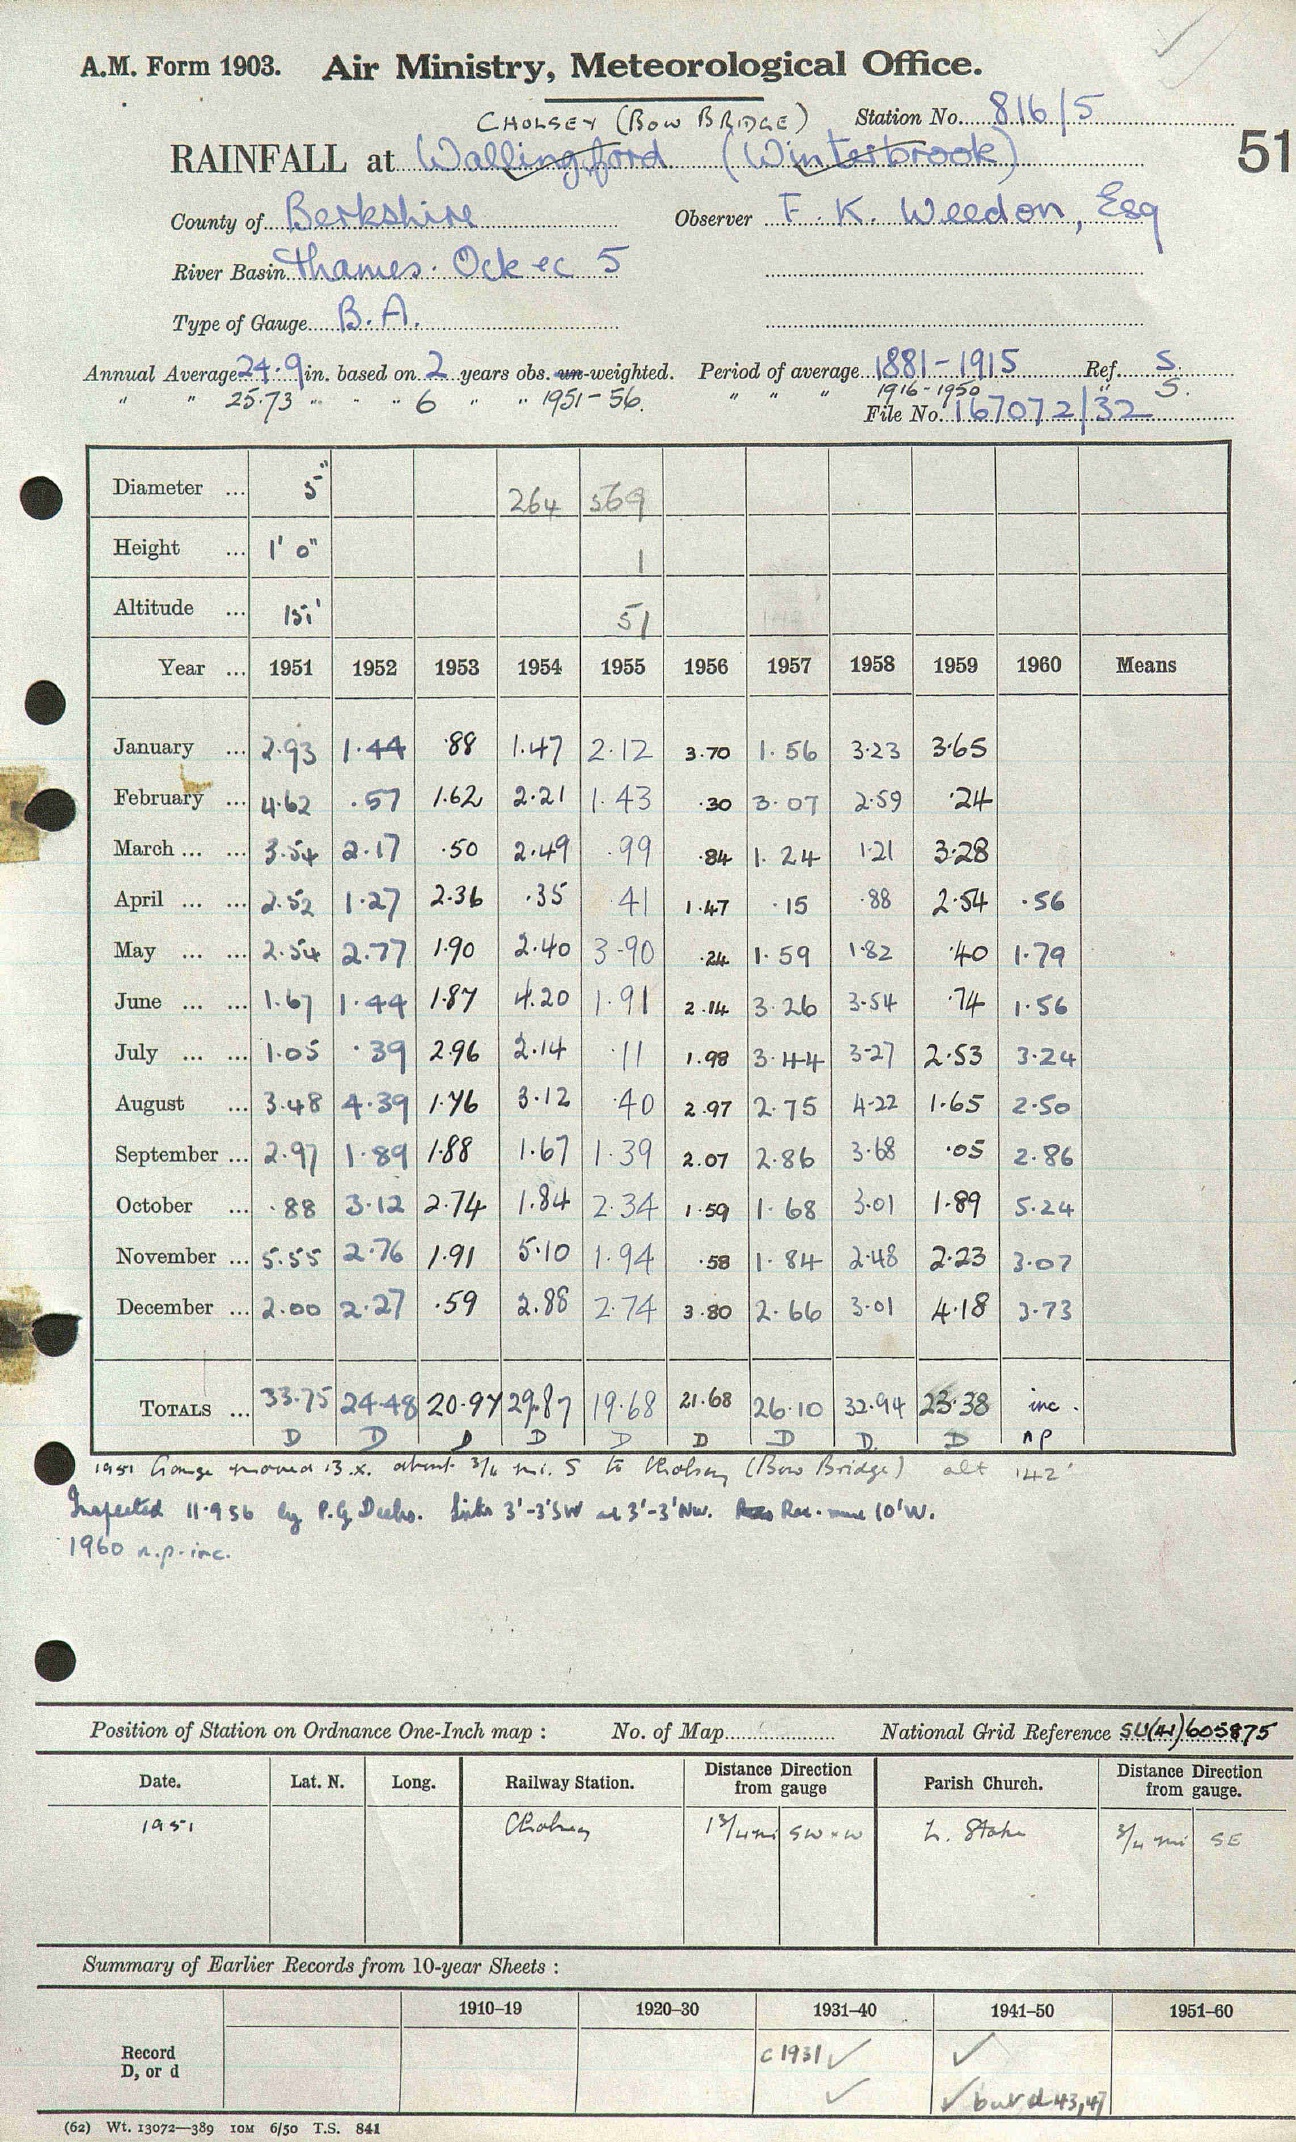 A.M. Form 1903. Air Ministry, Meteorological Office.
CHOLSEY (BOW BRIDGE) Station No. 816/5
RAINFALL at Wallingford (Winterbrook) 51
County of Berkshire Observer F. K. Weedon, Esq
River Basin Thames. Ock ec 5
Type of Gauge B.A.
Annual Average 24.9 in. based on 2 years obs. un-weighted. Period of average 1881-1915 Ref. S.
" " 25.73 " " " 6 " " 1951-56. " " " 1916-1950 " S.
File No. 167072/32
Diameter ... 5" 264 569
Height ... 1' 0" 1
Altitude ... 151' 51
Year ... 1951 1952 1953 1954 1955 1956 1957 1958 1959 1960 Means
January ... 2.93 1.44 .88 1.47 2.12 3.70 1.56 3.23 3.65
February ... 4.62 .57 1.62 2.21 1.43 .30 3.07 2.59 .24
March ... ... 3.54 2.17 .50 2.49 .99 .84 1.24 1.21 3.28
April ... ... 2.52 1.27 2.36 .35 .41 1.47 .15 .88 2.54 .56
May ... ... 2.54 2.77 1.90 2.40 3.90 .24 1.59 1.82 .40 1.79
June ... ... 1.67 1.44 1.87 4.20 1.91 2.14 3.26 3.54 .74 1.56
July ... ... 1.05 .39 2.96 2.14 .11 1.98 3.44 3.27 2.53 3.24
August ... 3.48 4.39 1.76 3.12 .40 2.97 2.75 4.22 1.65 2.50
September ... 2.97 1.89 1.88 1.67 1.39 2.07 2.86 3.68 .05 2.86
October ... .88 3.12 2.74 1.84 2.34 1.59 1.68 3.01 1.89 5.24
November ... 5.55 2.76 1.91 5.10 1.94 .58 1.84 2.48 2.23 3.07
December ... 2.00 2.27 .59 2.88 2.74 3.80 2.66 3.01 4.18 3.73
TOTALS ... 33.75 24.48 20.97 29.87 19.68 21.68 26.10 32.94 23.38 inc.
D D D D D D D D. D np
1951 Gauge moved 13.x. about 3/4 mi. S to Cholsey (Bow Bridge) alt 142'
Inspected 11.9.56 by P.G. Links 3'-3'SW and 3'-3'NW. Rec. 10'W.
1960 n.p. inc.
Position of Station on Ordnance One-Inch map : No. of Map National Grid Reference SU(41)605875
Date. Lat. N. Long. Railway Station. Distance Direction from gauge Parish Church. Distance Direction from gauge.
1951 Cholsey 1 3/4 mi SW x W N. Stoke 3/4 mi SE
Summary of Earlier Records from 10-year Sheets :
1910–19 1920–30 1931–40 1941–50 1951–60
Record D, or d c 1931 ✓ ✓
✓ ✓ but d 43,47
(62) Wt. 13072—389 10M 6/50 T.S. 841